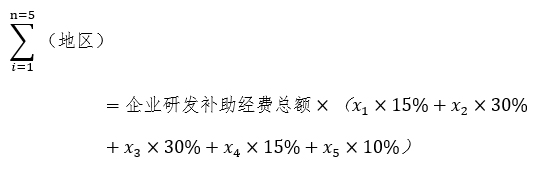 n=5
∑（地区）
i=1
=企业研发补助经费总额×（x₁×15%+x₂×30%
+x₃×30%+x₄×15%+x₅×10%）